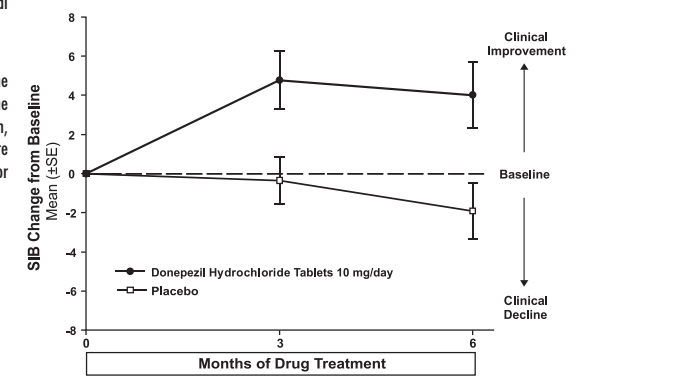 8
Clinical
Improvement
6
4
2
SIB Change from Baseline
Mean (±SE)
0
Baseline
-2
-4
Donepezil Hydrochloride Tablets 10 mg/day
-6
Placebo
Clinical
Decline
-8
0
3
6
Months of Drug Treatment